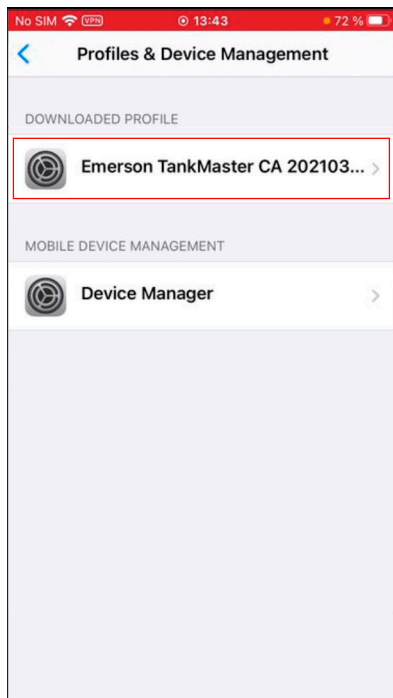 No SIM VPN 13:43 72 %
Profiles & Device Management
DOWNLOADED PROFILE
Emerson TankMaster CA 202103...
MOBILE DEVICE MANAGEMENT
Device Manager